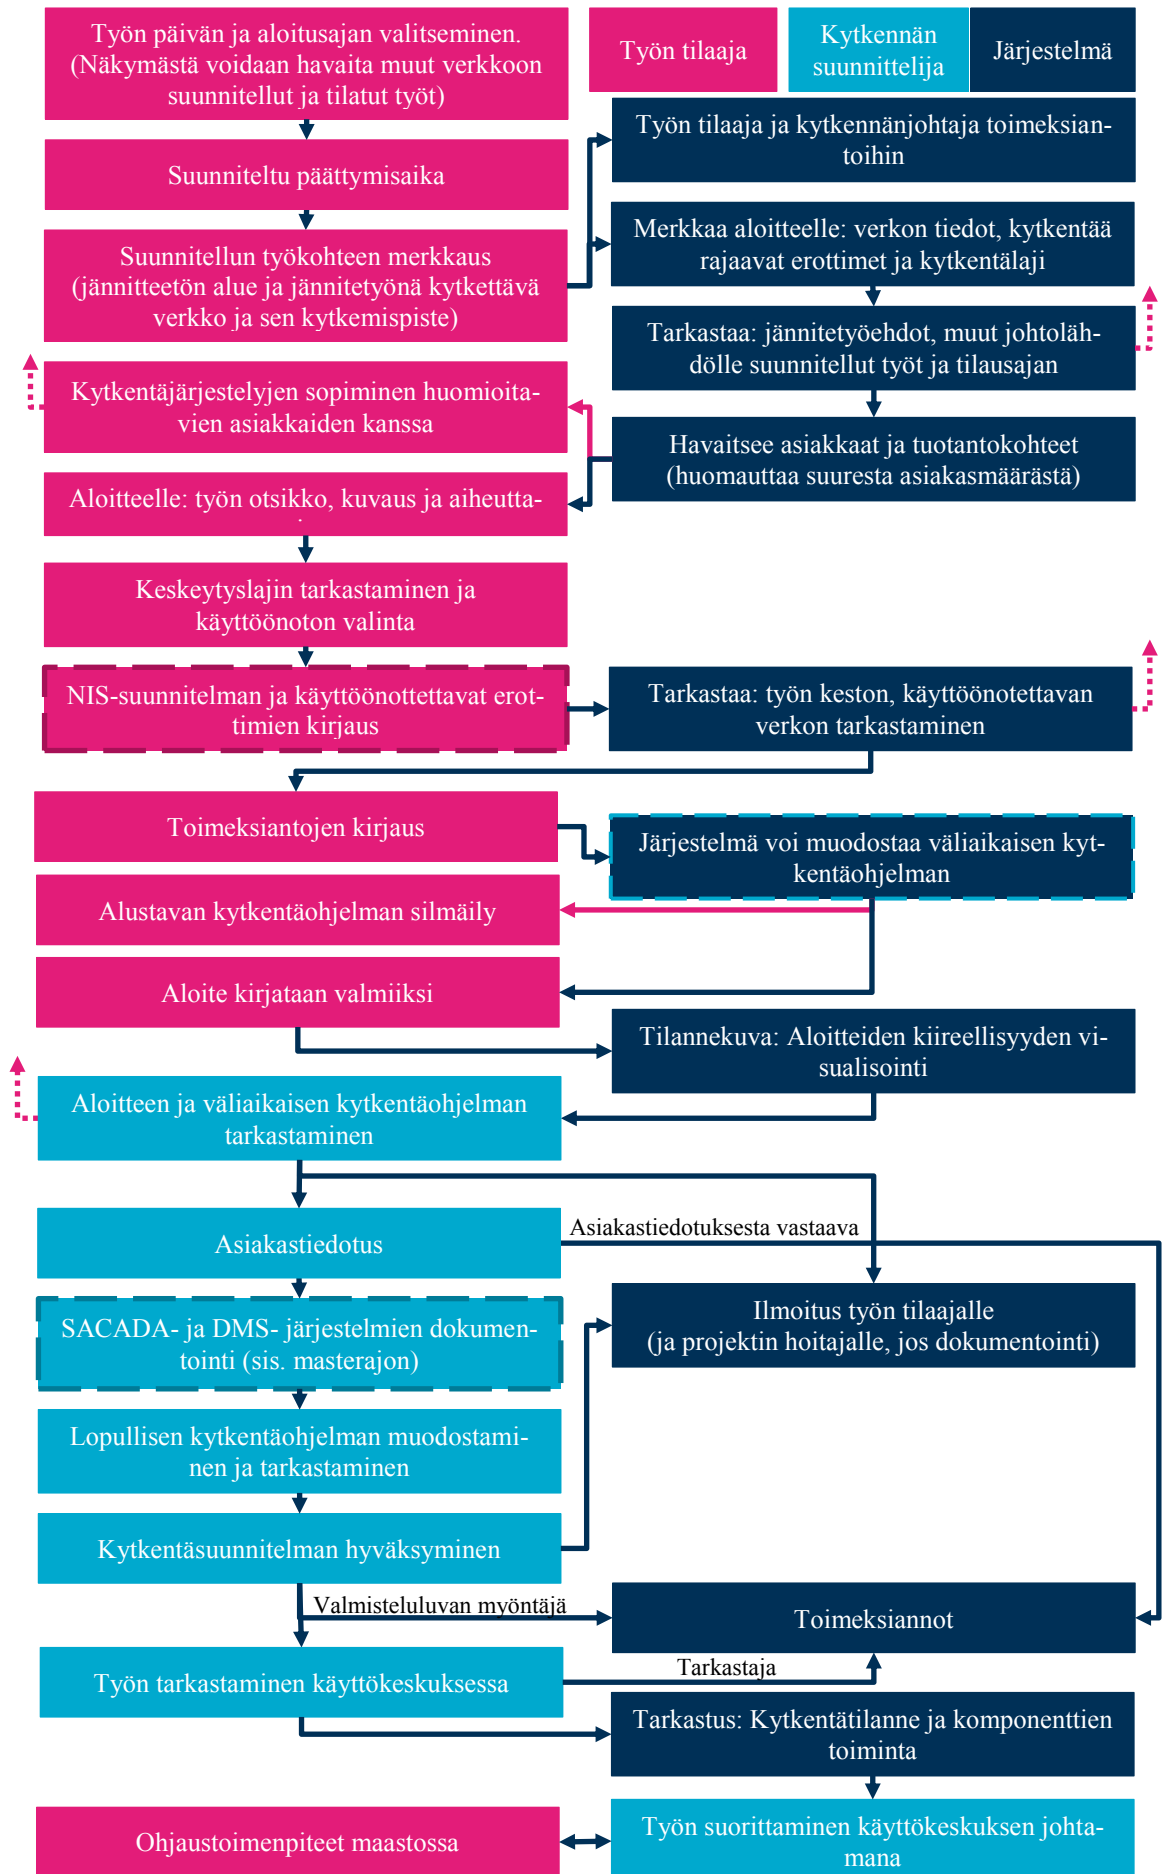 Työn päivän ja aloitusajan valitseminen.
(Näkymästä voidaan havaita muut verkkoon
suunnitellut ja tilatut työt)
Työn tilaaja
Kytkennän
suunnittelija
Järjestelmä
Työn tilaaja ja kytkennänjohtaja toimeksian-
toihin
Suunniteltu päättymisaika
Suunnitellun työkohteen merkkaus
(jännitteetön alue ja jännitetyönä kytkettävä
verkko ja sen kytkemispiste)
Merkkaa aloitteelle: verkon tiedot, kytkentää
rajaavat erottimet ja kytkentälaji
Tarkastaa: jännitetyöehdot, muut johtoläh-
dölle suunnitellut työt ja tilausajan
Kytkentäjärjestelyjen sopiminen huomioita-
vien asiakkaiden kanssa
Havaitsee asiakkaat ja tuotantokohteet
(huomauttaa suuresta asiakasmäärästä)
Aloitteelle: työn otsikko, kuvaus ja aiheutta-
Keskeytyslajin tarkastaminen ja
käyttöönoton valinta
NIS-suunnitelman ja käyttöönottettavat erot-
timien kirjaus
Tarkastaa: työn keston, käyttöönotettavan
verkon tarkastaminen
Toimeksiantojen kirjaus
Järjestelmä voi muodostaa väliaikaisen kyt-
kentäohjelman
Alustavan kytkentäohjelman silmäily
Aloite kirjataan valmiiksi
Tilannekuva: Aloitteiden kiireellisyyden vi-
sualisointi
Aloitteen ja väliaikaisen kytkentäohjelman
tarkastaminen
Asiakastiedotus
Asiakastiedotuksesta vastaava
SACADA- ja DMS- järjestelmien dokumen-
tointi (sis. masterajon)
Ilmoitus työn tilaajalle
(ja projektin hoitajalle, jos dokumentointi)
Lopullisen kytkentäohjelman muodostami-
nen ja tarkastaminen
Kytkentäsuunnitelman hyväksyminen
Valmisteluluvan myöntäjä
Toimeksiannot
Työn tarkastaminen käyttökeskuksessa
Tarkastaja
Tarkastus: Kytkentätilanne ja komponenttien
toiminta
Ohjaustoimenpiteet maastossa
Työn suorittaminen käyttökeskuksen johta-
mana